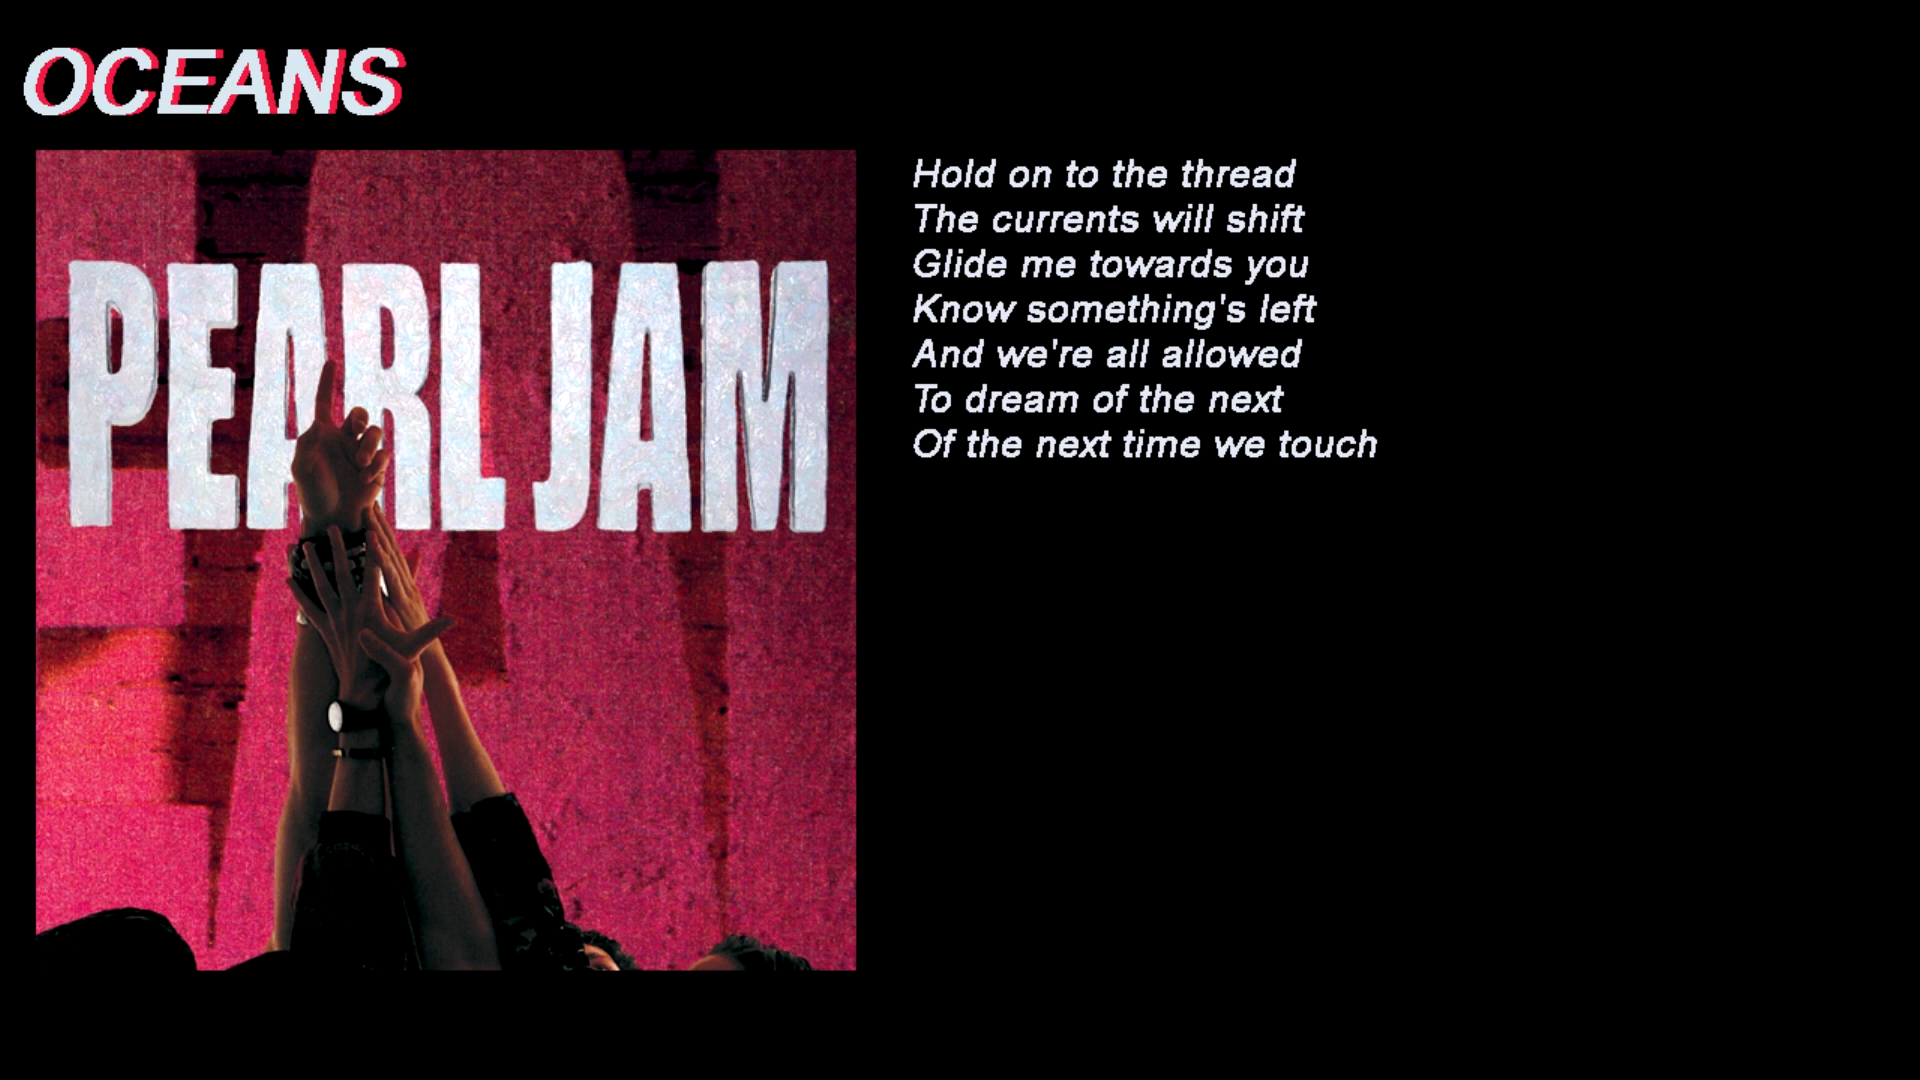 OCEANS
PEARL JAM
Hold on to the thread
The currents will shift
Glide me towards you
Know something's left
And we're all allowed
To dream of the next
Of the next time we touch